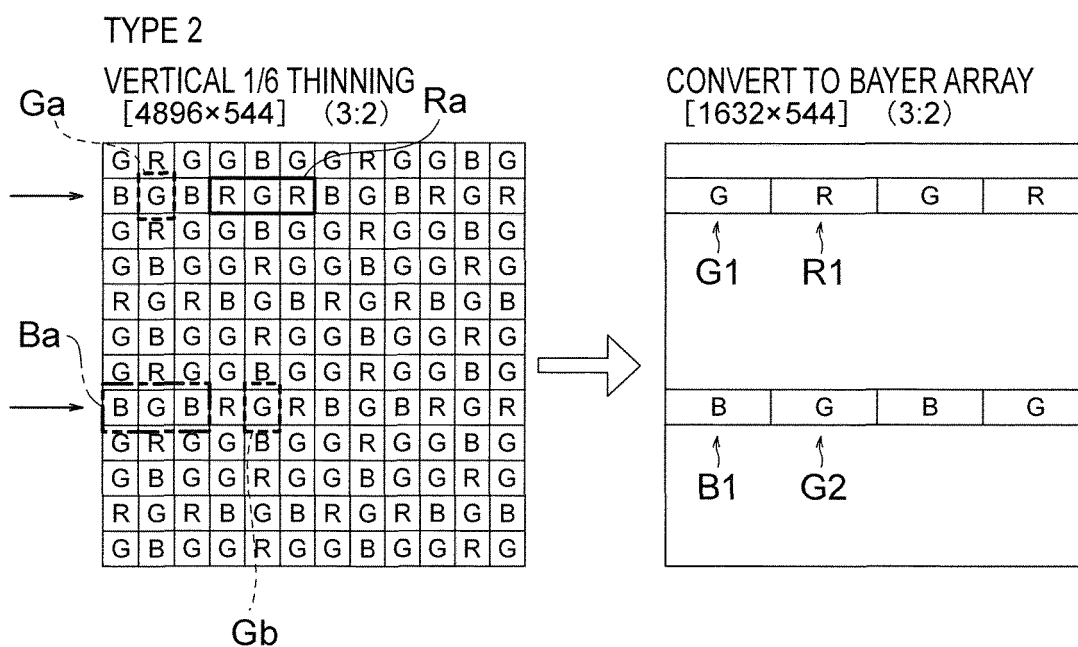 TYPE 2
VERTICAL 1/6 THINNING
[4896×544] (3:2)
Ga
Ra
G R G G B G G R G G B G
B G B R G R B G B R G R
G R G G B G G R G G B G
G B G G R G G B G G R G
R G R B G B R G R B G B
G B G G R G G B G G R G
G R G G B G G R G G B G
B G B R G R B G B R G R
G R G G B G G R G G B G
G B G G R G G B G G R G
R G R B G B R G R B G B
G B G G R G G B G G R G
Ba
Gb
CONVERT TO BAYER ARRAY
[1632×544] (3:2)
G R G R
G1 R1
B G B G
B1 G2